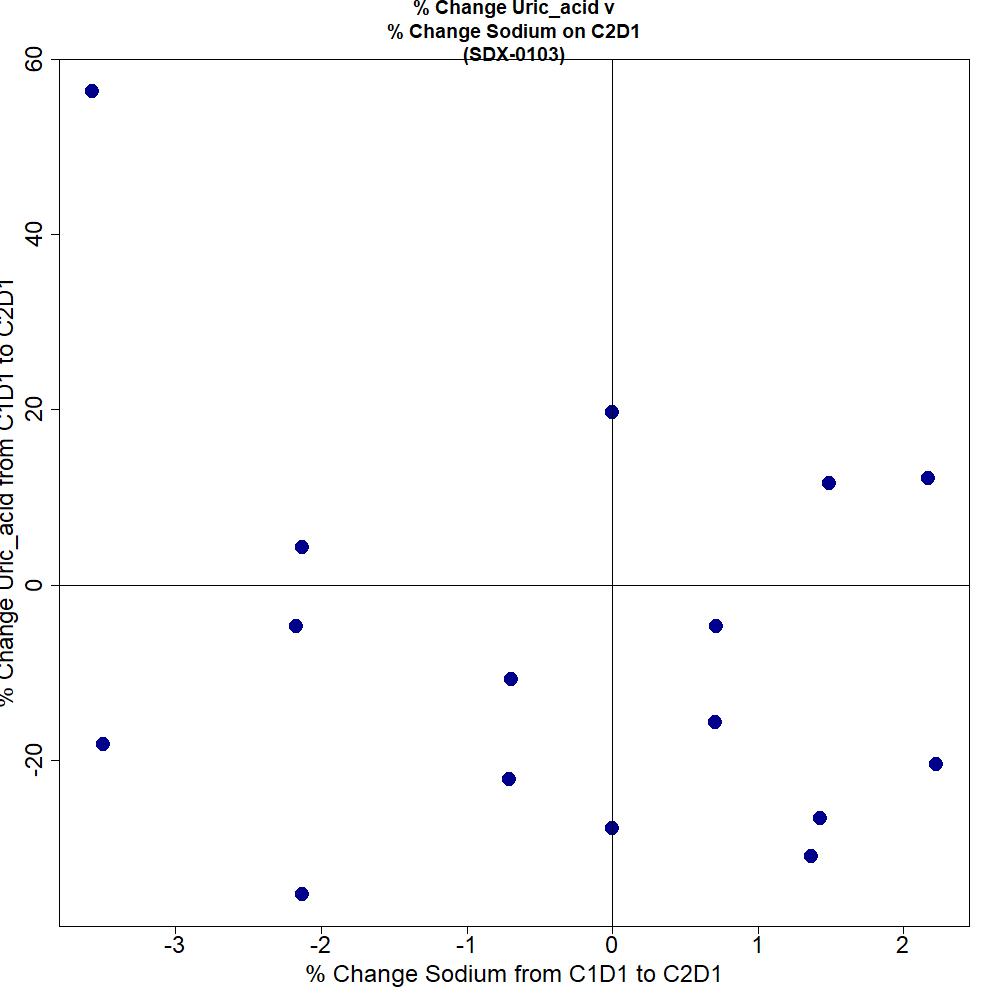 % Change Uric_acid v
% Change Sodium on C2D1
(SDX-0103)
60
40
20
0
-20
% Change Uric_acid from C1D1 to C2D1
-3
-2
-1
0
1
2
% Change Sodium from C1D1 to C2D1